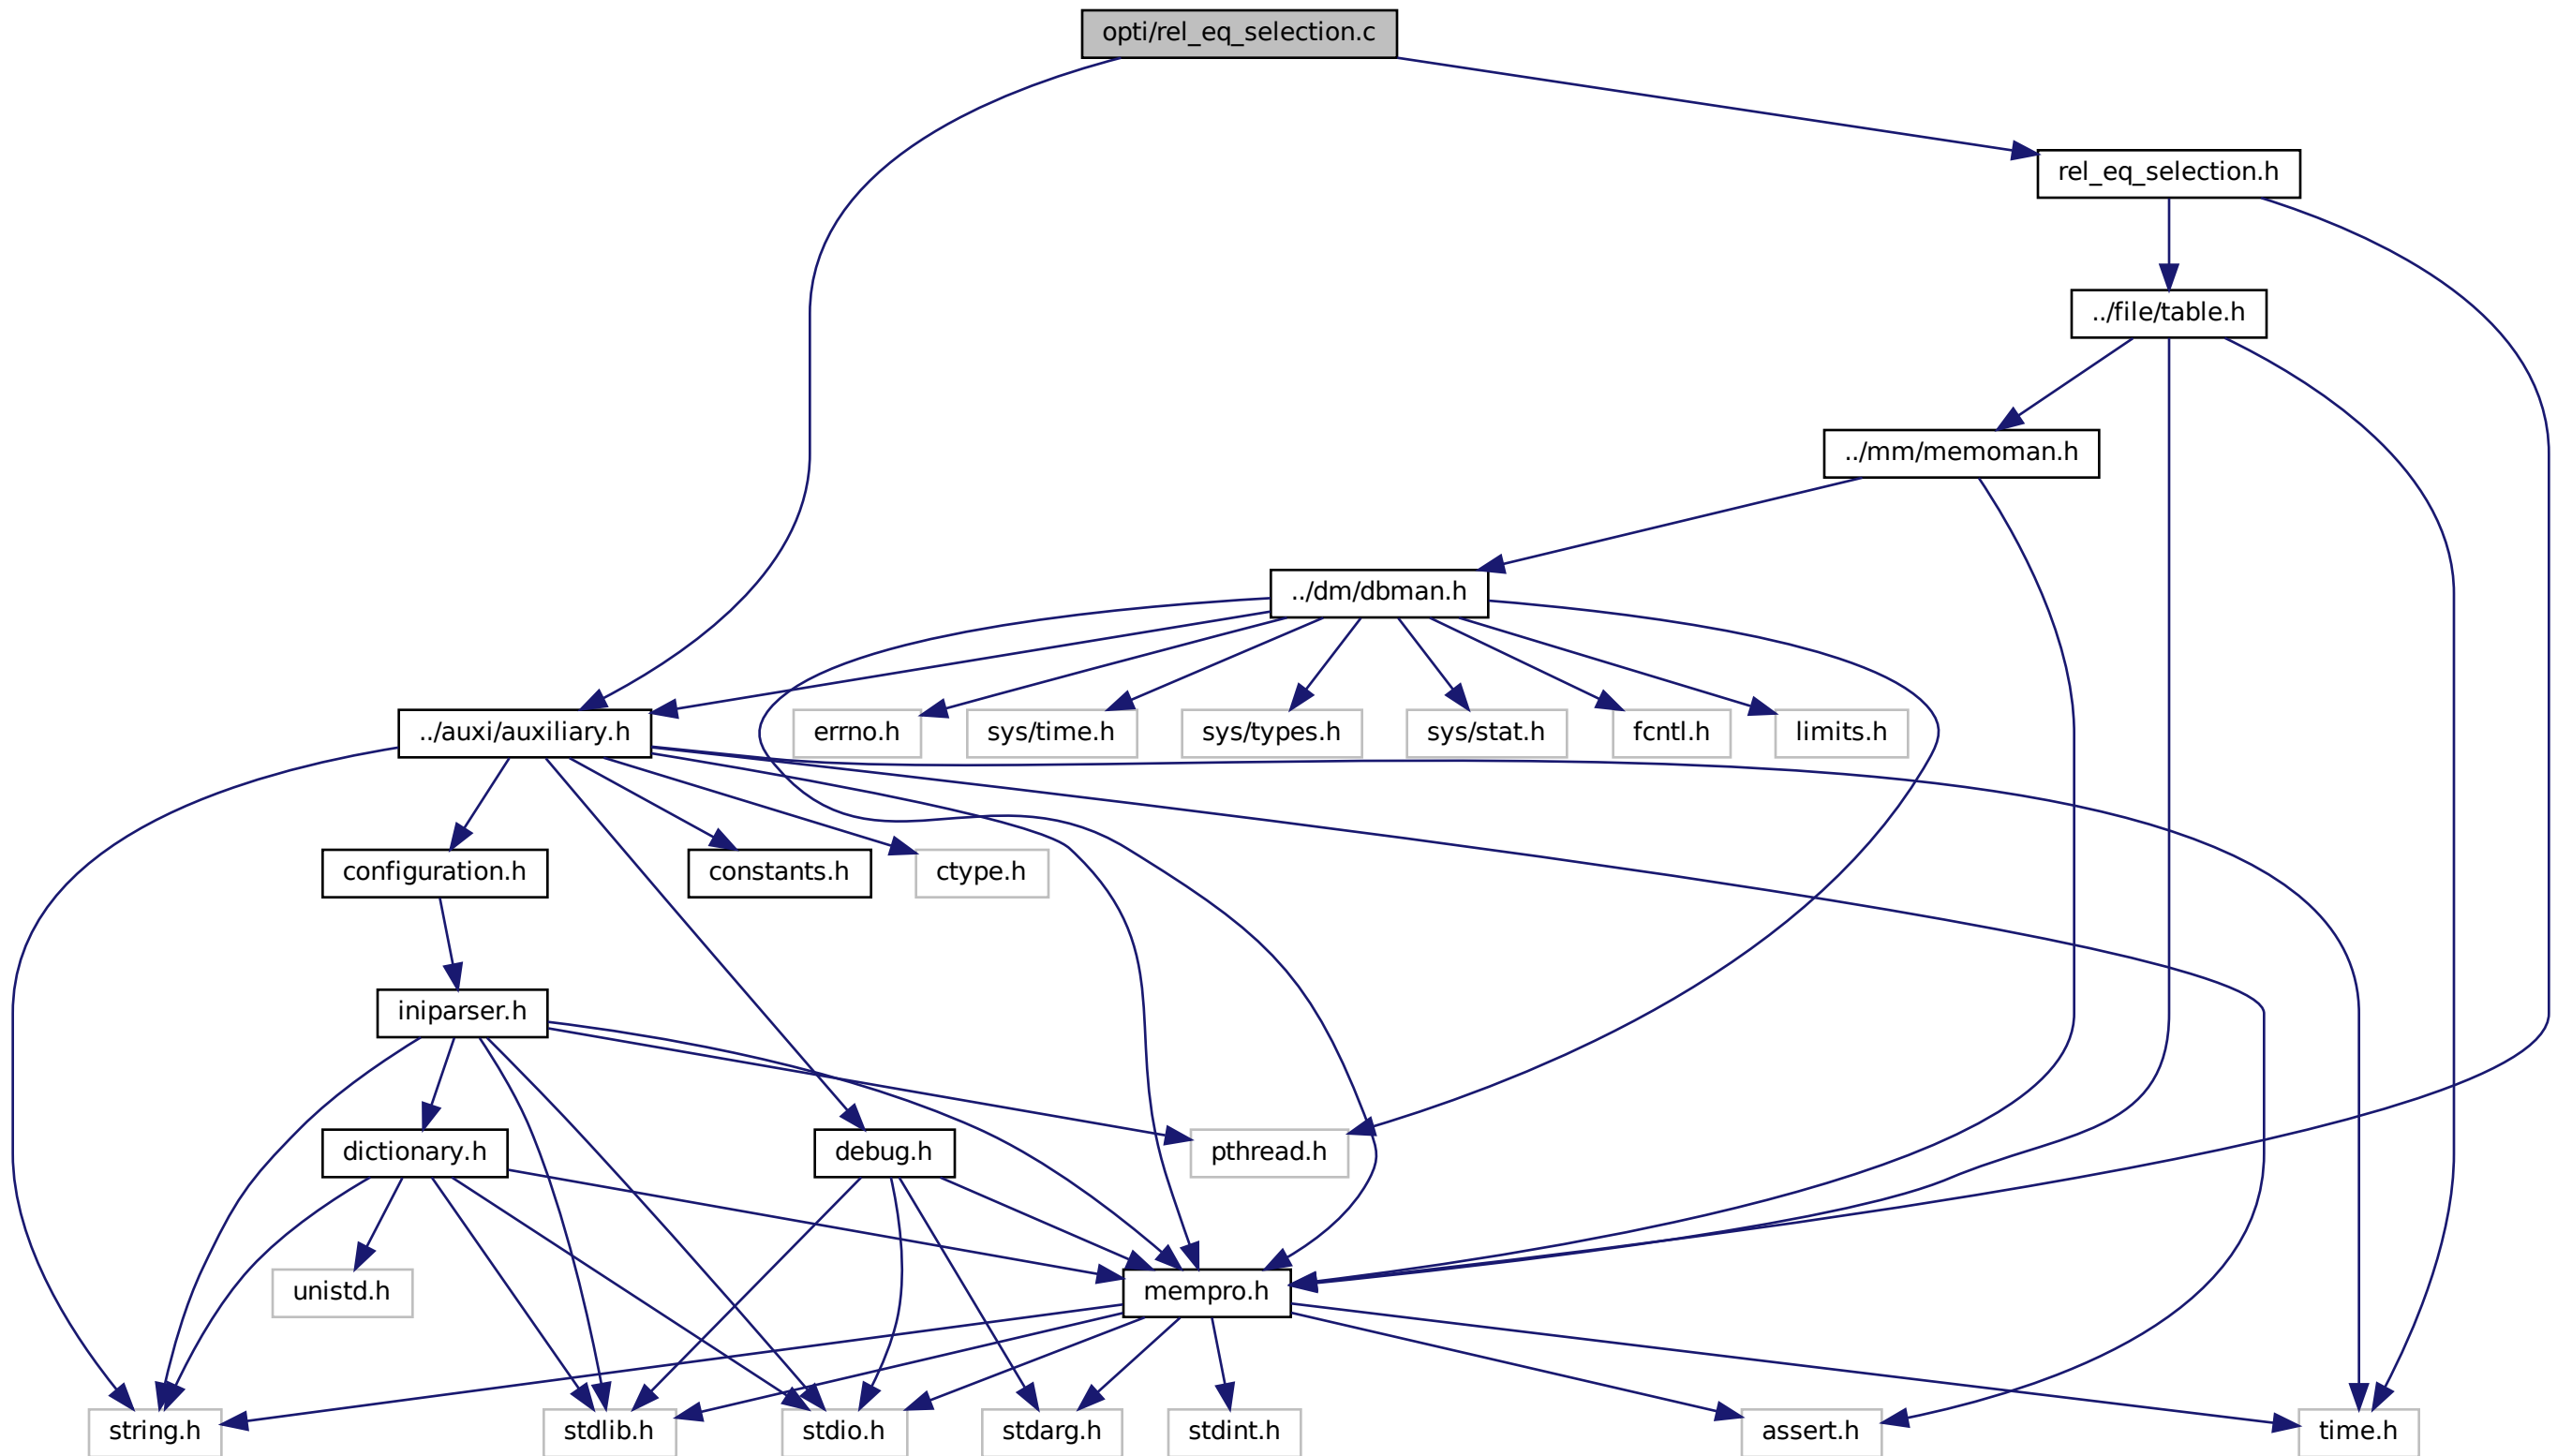 opti/rel_eq_selection.c
rel_eq_selection.h
../file/table.h
../mm/memoman.h
../dm/dbman.h
../auxi/auxiliary.h
errno.h
sys/time.h
sys/types.h
sys/stat.h
fcntl.h
limits.h
configuration.h
constants.h
ctype.h
iniparser.h
dictionary.h
debug.h
pthread.h
unistd.h
mempro.h
string.h
stdlib.h
stdio.h
stdarg.h
stdint.h
assert.h
time.h